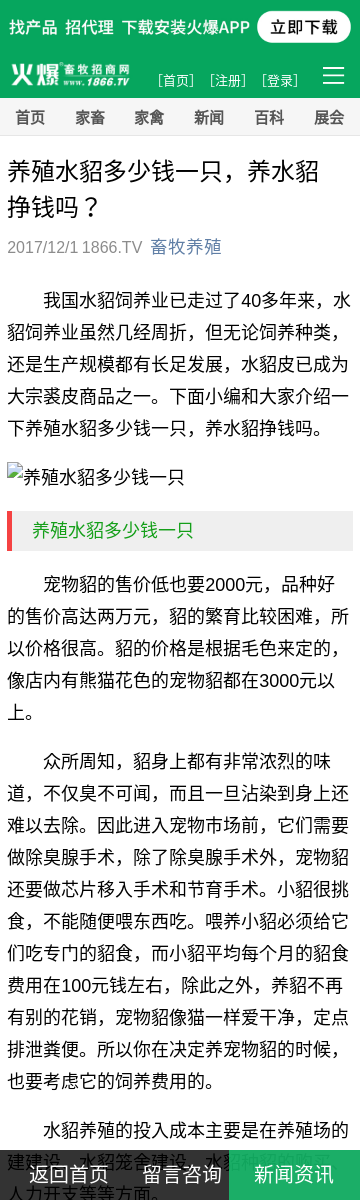 找产品 招代理 下载安装火爆APP 立即下载
火爆 畜牧招商网
www.1866.TV
[首页] [注册] [登录]
首页 家畜 家禽 新闻 百科 展会
养殖水貂多少钱一只，养水貂
挣钱吗？
2017/12/1 1866.TV 畜牧养殖
我国水貂饲养业已走过了40多年来，水
貂饲养业虽然几经周折，但无论饲养种类，
还是生产规模都有长足发展，水貂皮已成为
大宗裘皮商品之一。下面小编和大家介绍一
下养殖水貂多少钱一只，养水貂挣钱吗。
养殖水貂多少钱一只
养殖水貂多少钱一只
宠物貂的售价低也要2000元，品种好
的售价高达两万元，貂的繁育比较困难，所
以价格很高。貂的价格是根据毛色来定的，
像店内有熊猫花色的宠物貂都在3000元以
上。
众所周知，貂身上都有非常浓烈的味
道，不仅臭不可闻，而且一旦沾染到身上还
难以去除。因此进入宠物市场前，它们需要
做除臭腺手术，除了除臭腺手术外，宠物貂
还要做芯片移入手术和节育手术。小貂很挑
食，不能随便喂东西吃。喂养小貂必须给它
们吃专门的貂食，而小貂平均每个月的貂食
费用在100元钱左右，除此之外，养貂不再
有别的花销，宠物貂像猫一样爱干净，定点
排泄粪便。所以你在决定养宠物貂的时候，
也要考虑它的饲养费用的。
水貂养殖的投入成本主要是在养殖场的
建建设、水貂笼舍建设、水貂
人力开支等等方面。
返回首页 留言咨询 新闻资讯